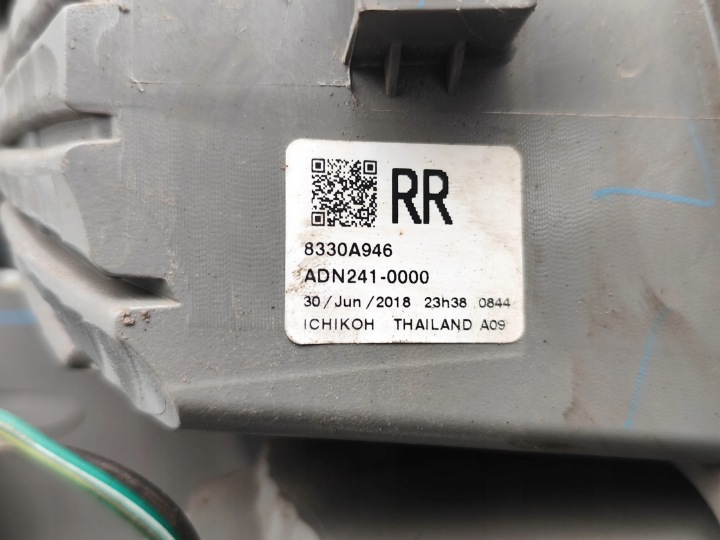 RR
8330A946
ADN241-0000
30/Jun/2018 23h38 .0844
ICHIKOH THAILAND A09